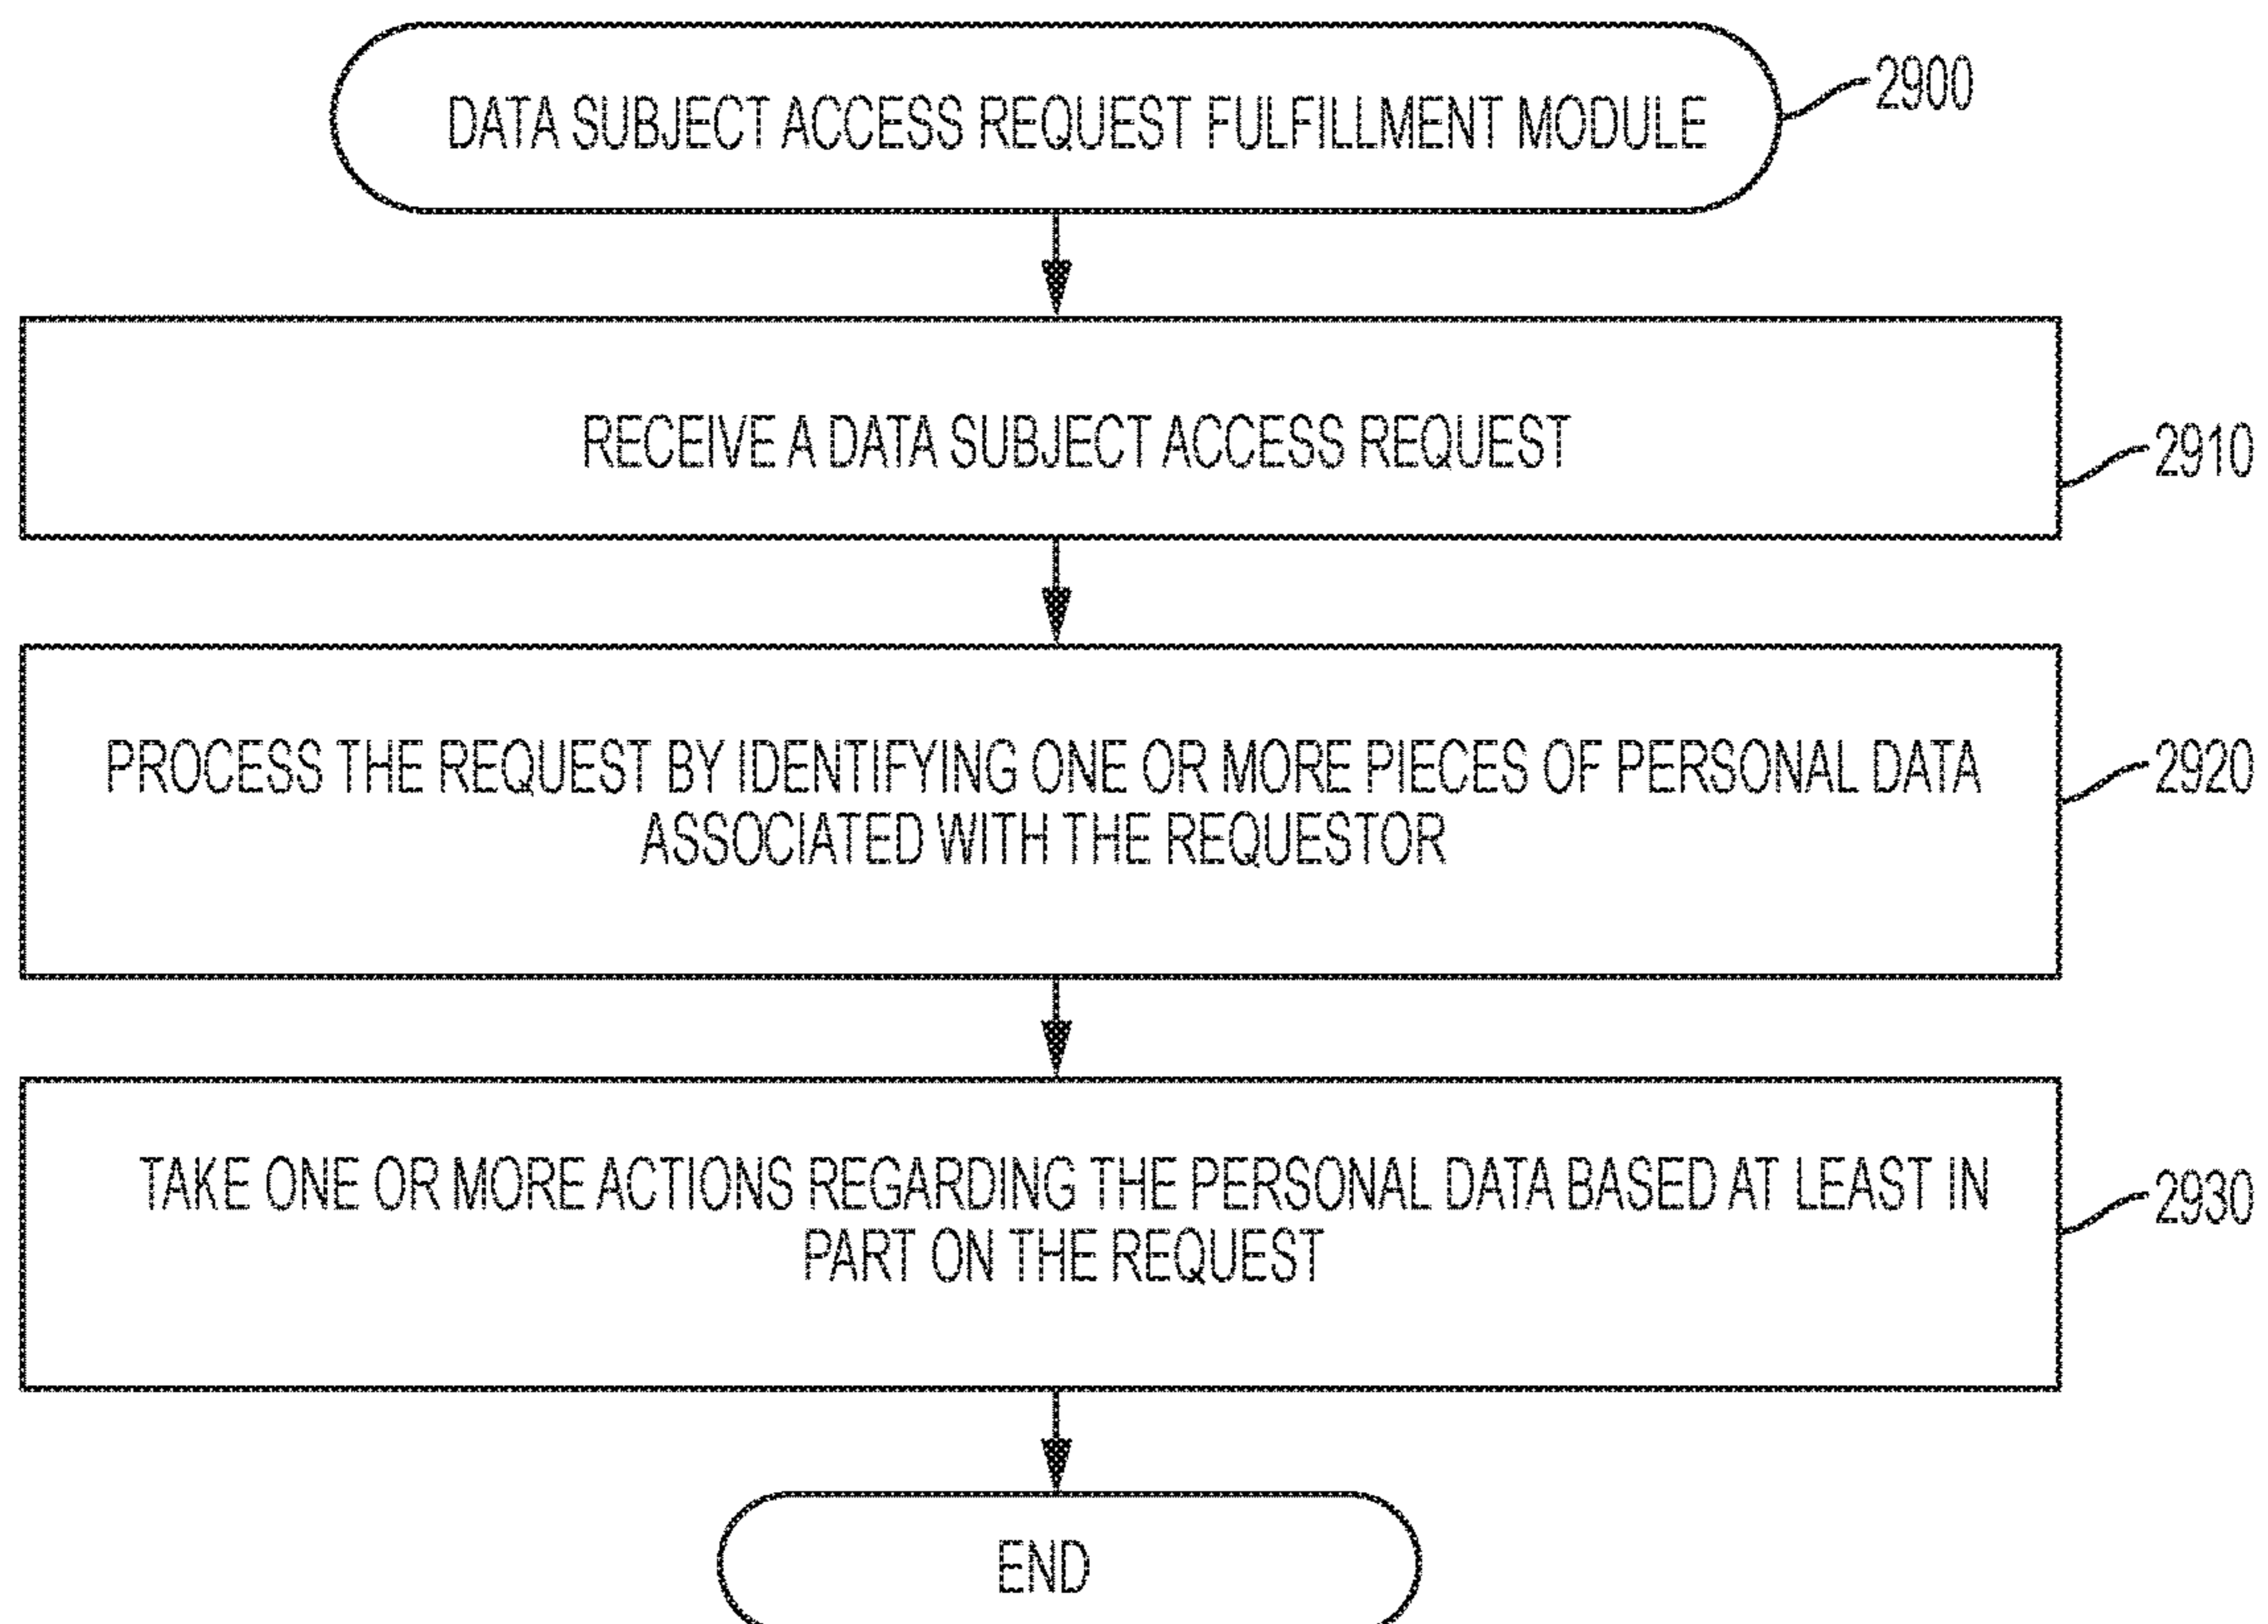 DATA SUBJECT ACCESS REQUEST FULFILLMENT MODULE
2900
RECEIVE A DATA SUBJECT ACCESS REQUEST
2910
PROCESS THE REQUEST BY IDENTIFYING ONE OR MORE PIECES OF PERSONAL DATA
ASSOCIATED WITH THE REQUESTOR
2920
TAKE ONE OR MORE ACTIONS REGARDING THE PERSONAL DATA BASED AT LEAST IN
PART ON THE REQUEST
2930
END